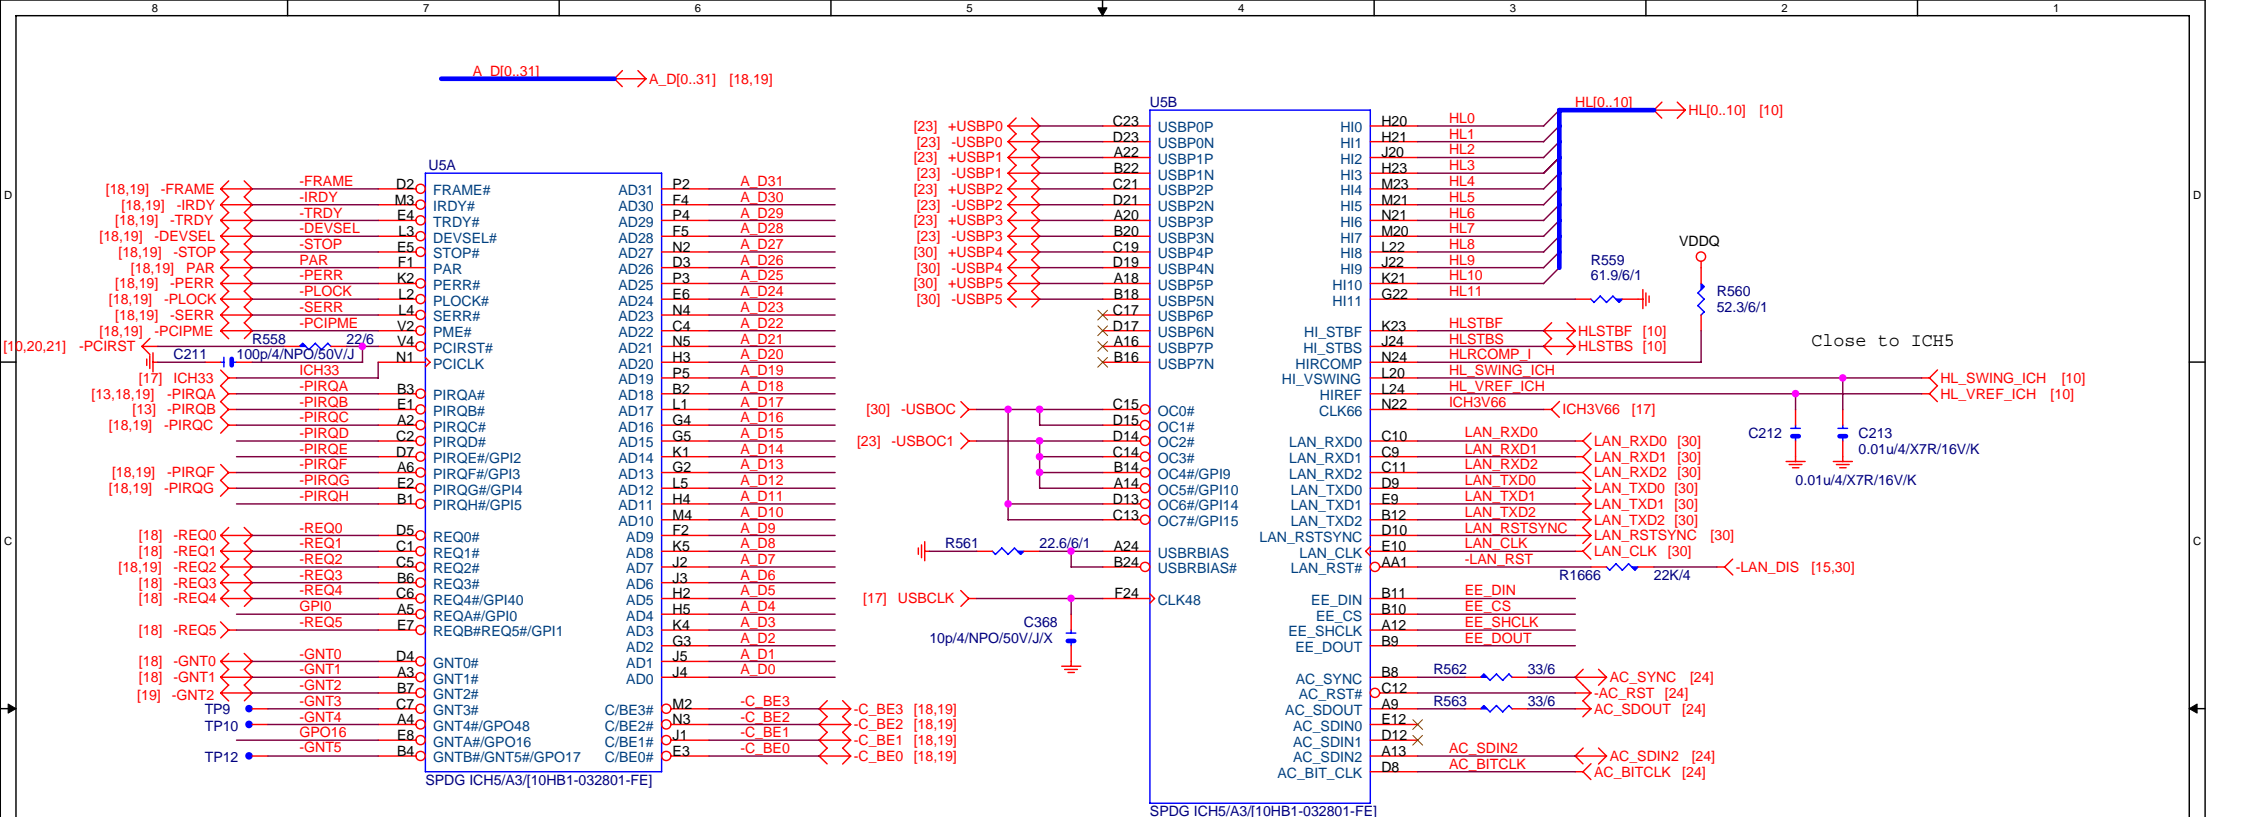 8 7 6 5 4 3 2 1
A_D[0..31] A_D[0..31] [18,19]
U5A
[18,19] -FRAME -FRAME D2 FRAME# AD31 P2 A_D31
[18,19] -IRDY -IRDY M3 IRDY# AD30 F4 A_D30
[18,19] -TRDY -TRDY E4 TRDY# AD29 P4 A_D29
[18,19] -DEVSEL -DEVSEL L3 DEVSEL# AD28 F5 A_D28
[18,19] -STOP -STOP E5 STOP# AD27 N2 A_D27
[18,19] PAR PAR F1 PAR AD26 D3 A_D26
[18,19] -PERR -PERR K2 PERR# AD25 P3 A_D25
[18,19] -PLOCK -PLOCK L2 PLOCK# AD24 E6 A_D24
[18,19] -SERR -SERR L4 SERR# AD23 N4 A_D23
[18,19] -PCIPME -PCIPME V2 PME# AD22 C4 A_D22
[10,20,21] -PCIRST R558 22/6 V4 PCIRST# AD21 N5 A_D21
C211 100p/4/NPO/50V/J N1 PCICLK AD20 H3 A_D20
[17] ICH33 ICH33 AD19 P5 A_D19
[13,18,19] -PIRQA -PIRQA B3 PIRQA# AD18 B2 A_D18
[13] -PIRQB -PIRQB E1 PIRQB# AD17 L1 A_D17
[18,19] -PIRQC -PIRQC A2 PIRQC# AD16 G4 A_D16
-PIRQD C2 PIRQD# AD15 G5 A_D15
-PIRQE D7 PIRQE#/GPI2 AD14 K1 A_D14
[18,19] -PIRQF -PIRQF A6 PIRQF#/GPI3 AD13 G2 A_D13
[18,19] -PIRQG -PIRQG E2 PIRQG#/GPI4 AD12 L5 A_D12
-PIRQH B1 PIRQH#/GPI5 AD11 H4 A_D11
AD10 M4 A_D10
[18] -REQ0 -REQ0 D5 REQ0# AD9 F2 A_D9
[18] -REQ1 -REQ1 C1 REQ1# AD8 K5 A_D8
[18,19] -REQ2 -REQ2 C5 REQ2# AD7 J2 A_D7
[18] -REQ3 -REQ3 B6 REQ3# AD6 J3 A_D6
[18] -REQ4 -REQ4 C6 REQ4#/GPI40 AD5 H2 A_D5
GPI0 A5 REQA#/GPI0 AD4 H5 A_D4
[18] -REQ5 -REQ5 E7 REQB#REQ5#/GPI1 AD3 K4 A_D3
AD2 G3 A_D2
[18] -GNT0 -GNT0 D4 GNT0# AD1 J5 A_D1
[18] -GNT1 -GNT1 A3 GNT1# AD0 J4 A_D0
[19] -GNT2 -GNT2 B7 GNT2#
TP9 -GNT3 C7 GNT3# C/BE3# M2 -C_BE3 -C_BE3 [18,19]
TP10 -GNT4 A4 GNT4#/GPO48 C/BE2# N3 -C_BE2 -C_BE2 [18,19]
GPO16 E8 GNTA#/GPO16 C/BE1# J1 -C_BE1 -C_BE1 [18,19]
TP12 -GNT5 B4 GNTB#/GNT5#/GPO17 C/BE0# E3 -C_BE0 -C_BE0 [18,19]
SPDG ICH5/A3/[10HB1-032801-FE]
U5B
HL[0..10] HL[0..10] [10]
[23] +USBP0 C23 USBP0P HI0 H20 HL0
[23] -USBP0 D23 USBP0N HI1 H21 HL1
[23] +USBP1 A22 USBP1P HI2 J20 HL2
[23] -USBP1 B22 USBP1N HI3 H23 HL3
[23] +USBP2 C21 USBP2P HI4 M23 HL4
[23] -USBP2 D21 USBP2N HI5 M21 HL5
[23] +USBP3 A20 USBP3P HI6 N21 HL6
[23] -USBP3 B20 USBP3N HI7 M20 HL7
[30] +USBP4 C19 USBP4P HI8 L22 HL8
[30] -USBP4 D19 USBP4N HI9 J22 HL9
[30] +USBP5 A18 USBP5P HI10 K21 HL10
[30] -USBP5 B18 USBP5N HI11 G22 HL11
R559
61.9/6/1
VDDQ
R560
52.3/6/1
C17 USBP6P
D17 USBP6N HI_STBF K23 HLSTBF HLSTBF [10]
A16 USBP7P HI_STBS J24 HLSTBS HLSTBS [10]
B16 USBP7N HIRCOMP N24 HLRCOMP_I
Close to ICH5
HI_VSWING L20 HL_SWING_ICH HL_SWING_ICH [10]
HIREF L24 HL_VREF_ICH HL_VREF_ICH [10]
[30] -USBOC C15 OC0# CLK66 N22 ICH3V66 ICH3V66 [17]
D15 OC1#
[23] -USBOC1 D14 OC2# LAN_RXD0 C10 LAN_RXD0 LAN_RXD0 [30]
C14 OC3# LAN_RXD1 C9 LAN_RXD1 LAN_RXD1 [30]
B14 OC4#/GPI9 LAN_RXD2 C11 LAN_RXD2 LAN_RXD2 [30]
A14 OC5#/GPI10 LAN_TXD0 D9 LAN_TXD0 LAN_TXD0 [30]
D13 OC6#/GPI14 LAN_TXD1 E9 LAN_TXD1 LAN_TXD1 [30]
C13 OC7#/GPI15 LAN_TXD2 B12 LAN_TXD2 LAN_TXD2 [30]
LAN_RSTSYNC D10 LAN_RSTSYNC LAN_RSTSYNC [30]
R561 22.6/6/1 A24 USBRBIAS LAN_CLK E10 LAN_CLK LAN_CLK [30]
B24 USBRBIAS# LAN_RST# AA1 -LAN_RST R1666 22K/4 -LAN_DIS [15,30]
C212 0.01u/4/X7R/16V/K
C213 0.01u/4/X7R/16V/K
[17] USBCLK F24 CLK48 EE_DIN B11 EE_DIN
EE_CS B10 EE_CS
C368 10p/4/NPO/50V/J/X
EE_SHCLK A12 EE_SHCLK
EE_DOUT B9 EE_DOUT
AC_SYNC B8 R562 33/6 AC_SYNC [24]
AC_RST# C12 -AC_RST [24]
AC_SDOUT A9 R563 33/6 AC_SDOUT [24]
AC_SDIN0 E12
AC_SDIN1 D12
AC_SDIN2 A13 AC_SDIN2 AC_SDIN2 [24]
AC_BIT_CLK D8 AC_BITCLK AC_BITCLK [24]
SPDG ICH5/A3/[10HB1-032801-FE]
D D
C C